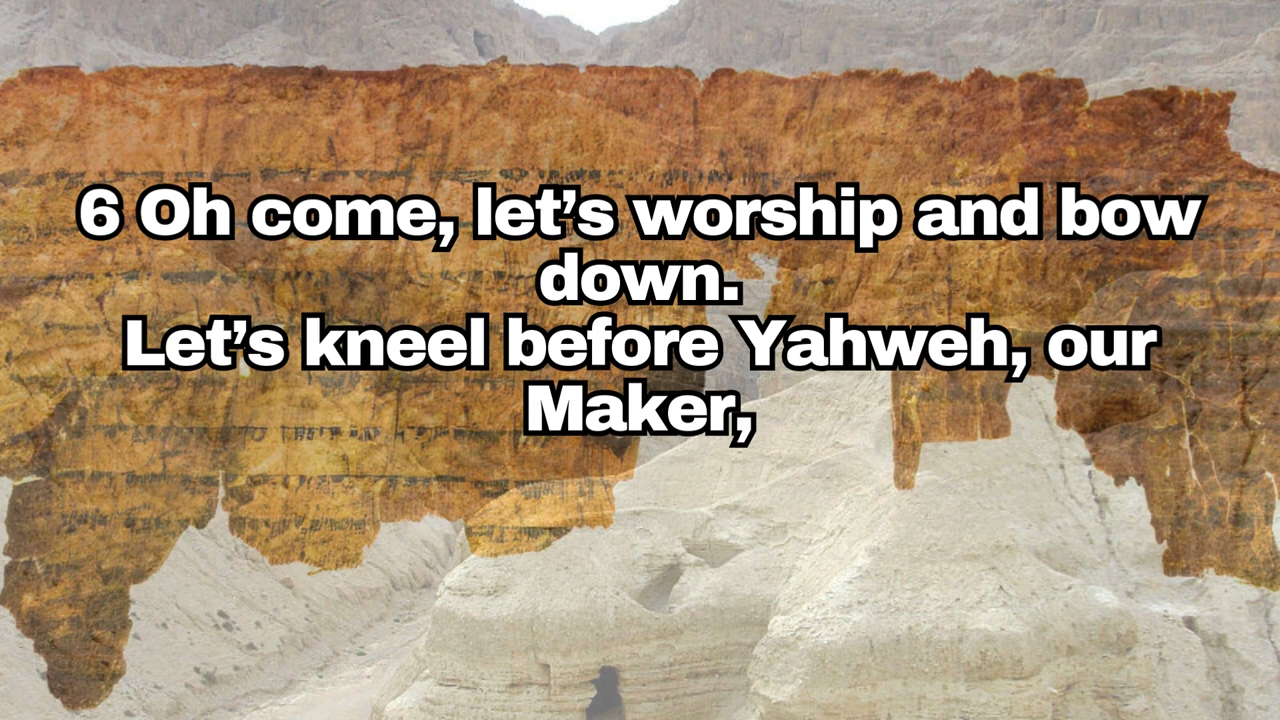 6 Oh come, let’s worship and bow
down.
Let’s kneel before Yahweh, our
Maker,